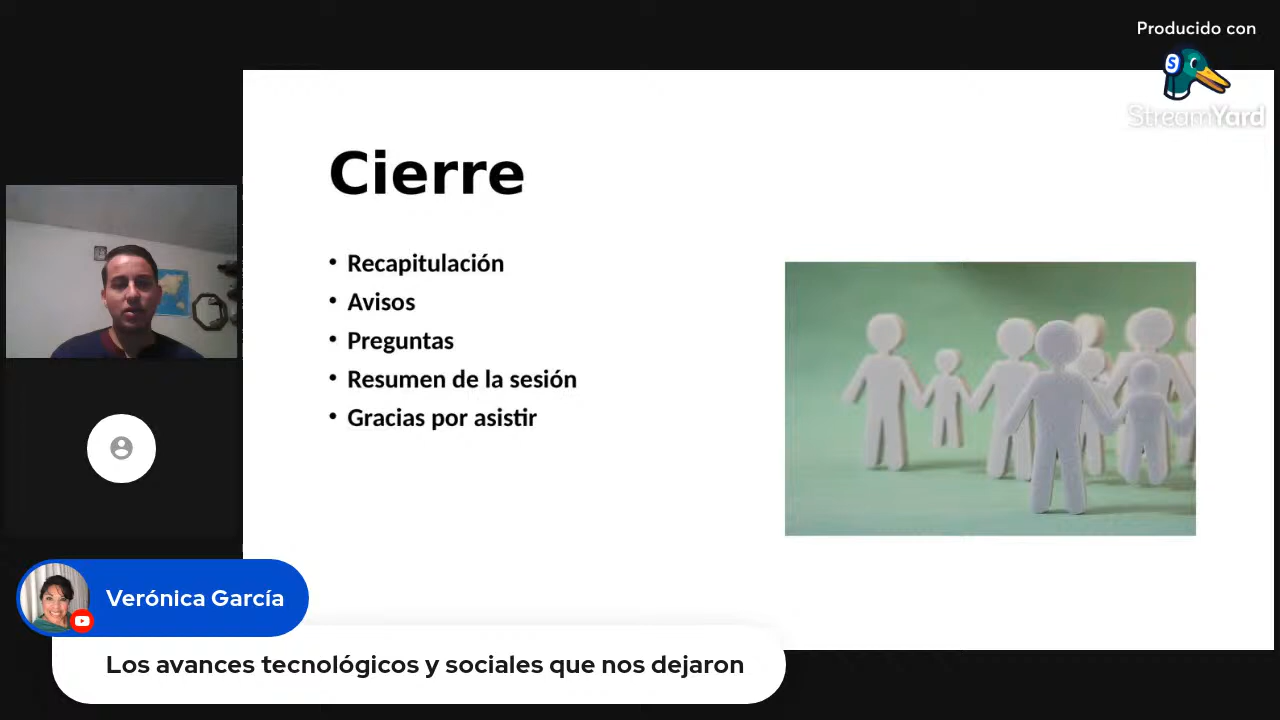 Producido con
StreamYard
Cierre
• Recapitulación
• Avisos
• Preguntas
• Resumen de la sesión
• Gracias por asistir
Verónica García
Los avances tecnológicos y sociales que nos dejaron